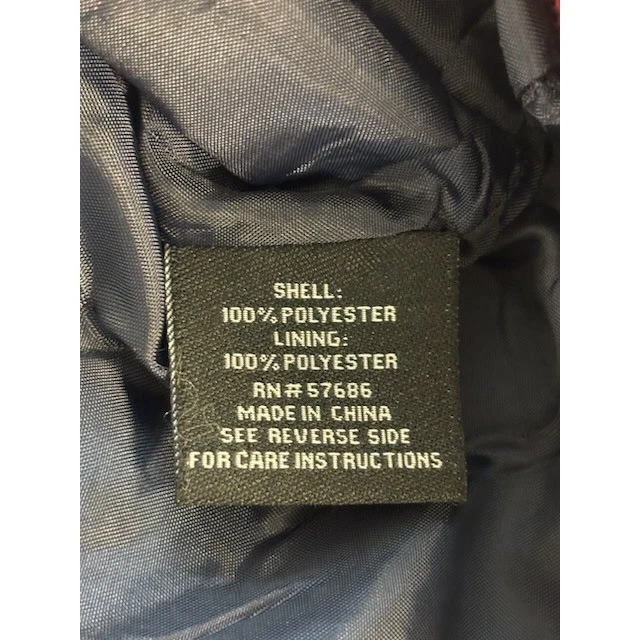 SHELL:
100% POLYESTER
LINING:
100% POLYESTER
RN# 57686
MADE IN CHINA
SEE REVERSE SIDE
FOR CARE INSTRUCTIONS